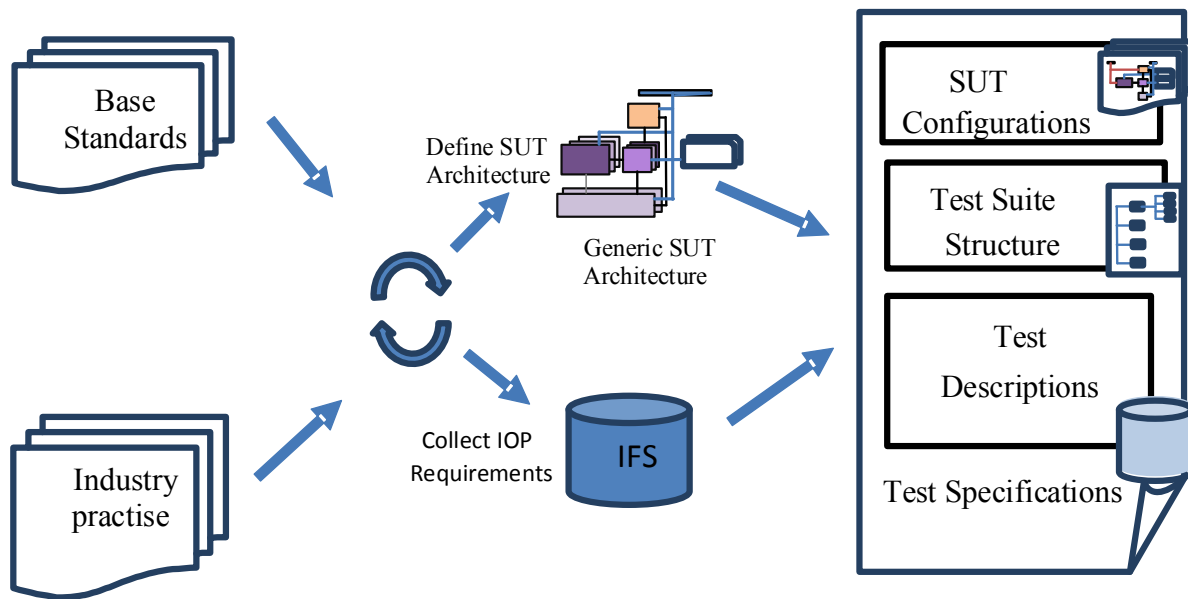 Base
Standards
Industry
practise
Define SUT
Architecture
Generic SUT
Architecture
Collect IOP
Requirements
IFS
SUT
Configurations
Test Suite
Structure
Test
Descriptions
Test Specifications